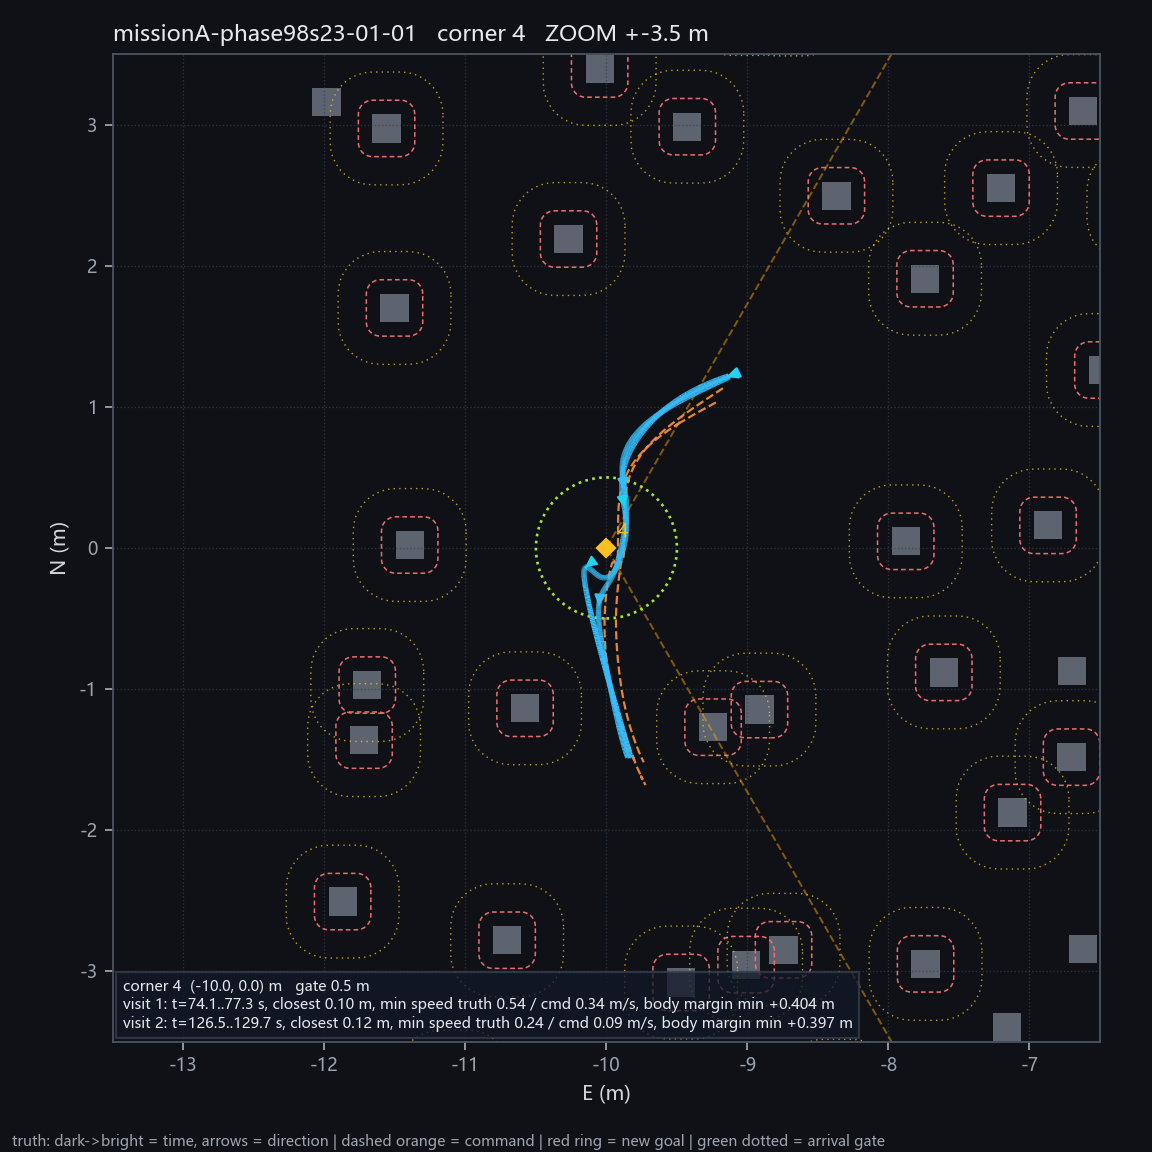 missionA-phase98s23-01-01   corner 4   ZOOM +-3.5 m
3
2
1
0
-1
-2
-3
N (m)
4
corner 4  (-10.0, 0.0) m   gate 0.5 m
visit 1: t=74.1..77.3 s, closest 0.10 m, min speed truth 0.54 / cmd 0.34 m/s, body margin min +0.404 m
visit 2: t=126.5..129.7 s, closest 0.12 m, min speed truth 0.24 / cmd 0.09 m/s, body margin min +0.397 m
-13 -12 -11 -10 -9 -8 -7
E (m)
truth: dark->bright = time, arrows = direction | dashed orange = command | red ring = new goal | green dotted = arrival gate